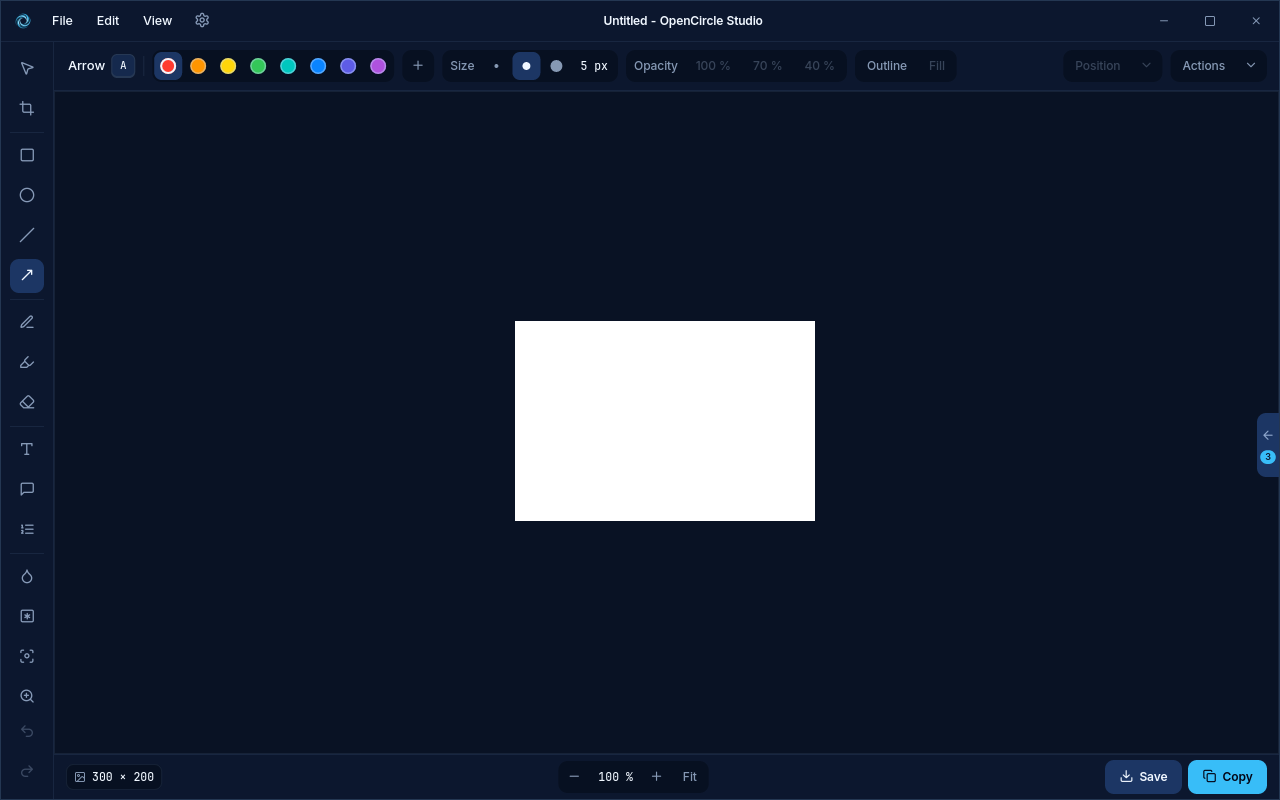 File Edit View
Untitled - OpenCircle Studio
Arrow A
Size 5 px
Opacity 100 % 70 % 40 %
Outline Fill
Position
Actions
3
300 × 200
100 % Fit
Save
Copy